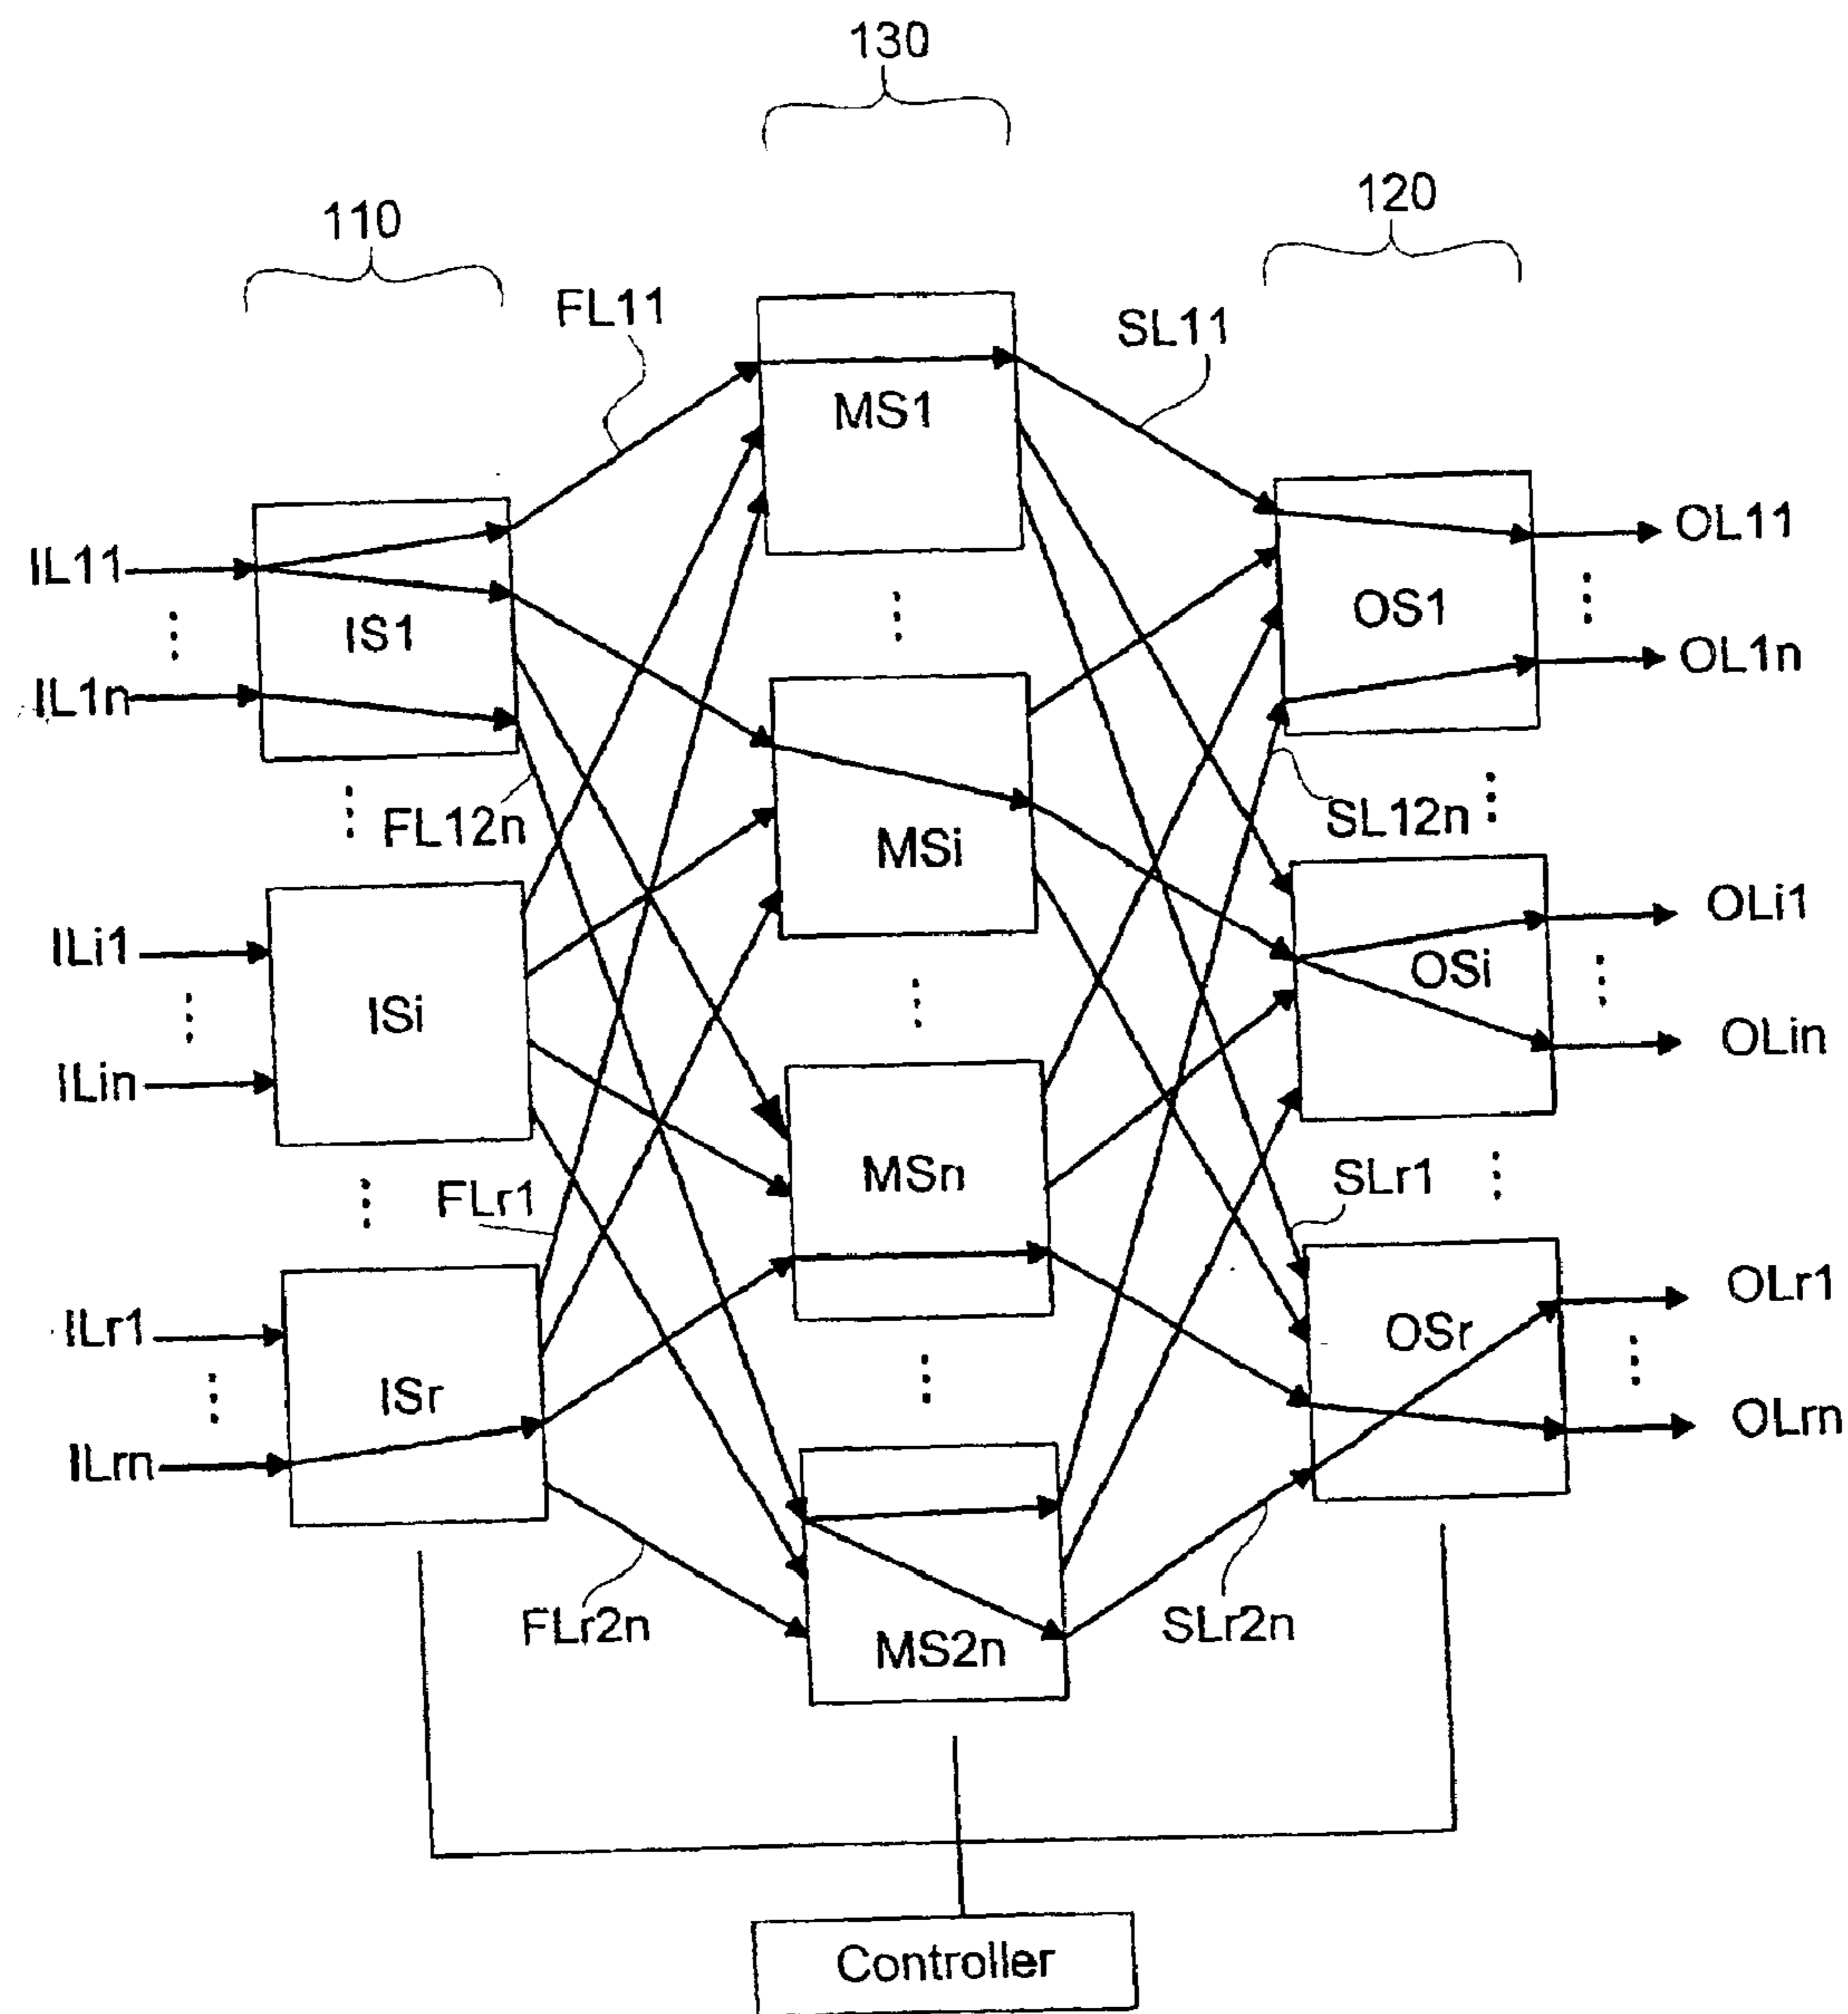 130
110
120
FL11
SL11
MS1
IL11
IS1
OS1
OL11
IL1n
OL1n
FL12n
SL12n
MSi
ILi1
ISi
OSi
OLi1
ILin
OLin
MSn
FLr1
SLr1
ILr1
ISr
OSr
OLr1
ILrn
OLrn
FLr2n
SLr2n
MS2n
Controller